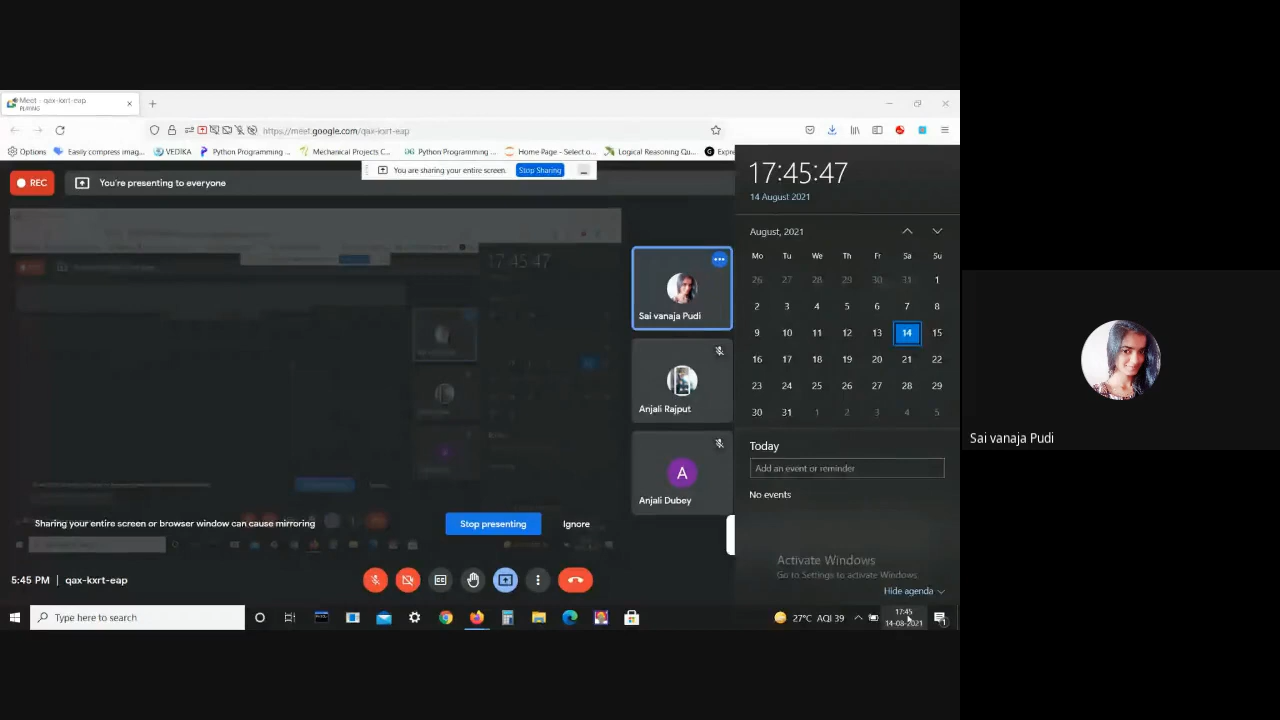 Meet - qax-kxrt-eap
PLAYING
https://meet.google.com/qax-kxrt-eap
Options
Easily compress imag...
VEDIKA
Python Programming ...
Mechanical Projects C...
Python Programming ...
Home Page - Select o...
Logical Reasoning Qu...
Expre
You are sharing your entire screen.
Stop Sharing
REC
You're presenting to everyone
17:45:47
14 August 2021
August, 2021
Mo Tu We Th Fr Sa Su
26 27 28 29 30 31 1
2 3 4 5 6 7 8
9 10 11 12 13 14 15
16 17 18 19 20 21 22
23 24 25 26 27 28 29
30 31 1 2 3 4 5
Today
Add an event or reminder
No events
Activate Windows
Go to Settings to activate Windows.
Hide agenda
17:45:47
Sai vanaja Pudi
Anjali Rajput
A
Anjali Dubey
Sharing your entire screen or browser window can cause mirroring
Stop presenting
Ignore
5:45 PM | qax-kxrt-eap
Type here to search
27°C AQI 39
17:45
14-08-2021
Sai vanaja Pudi